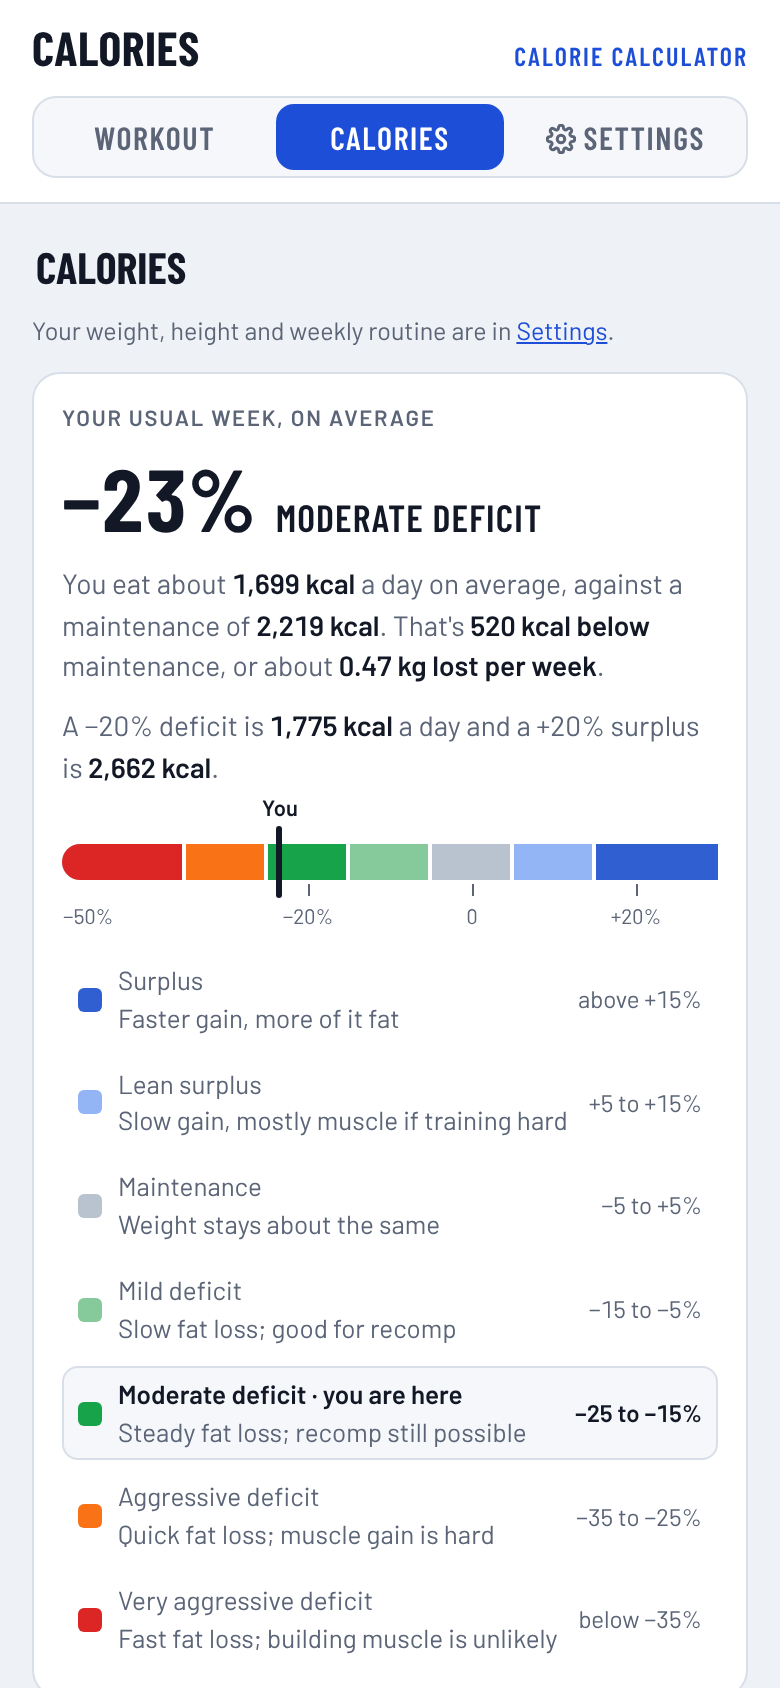 CALORIES
CALORIE CALCULATOR
WORKOUT
CALORIES
SETTINGS
CALORIES
Your weight, height and weekly routine are in Settings.
YOUR USUAL WEEK, ON AVERAGE
−23% MODERATE DEFICIT
You eat about 1,699 kcal a day on average, against a
maintenance of 2,219 kcal. That's 520 kcal below
maintenance, or about 0.47 kg lost per week.
A −20% deficit is 1,775 kcal a day and a +20% surplus
is 2,662 kcal.
You
−50%
−20%
0
+20%
Surplus
Faster gain, more of it fat
above +15%
Lean surplus
Slow gain, mostly muscle if training hard
+5 to +15%
Maintenance
Weight stays about the same
−5 to +5%
Mild deficit
Slow fat loss; good for recomp
−15 to −5%
Moderate deficit · you are here
Steady fat loss; recomp still possible
−25 to −15%
Aggressive deficit
Quick fat loss; muscle gain is hard
−35 to −25%
Very aggressive deficit
Fast fat loss; building muscle is unlikely
below −35%